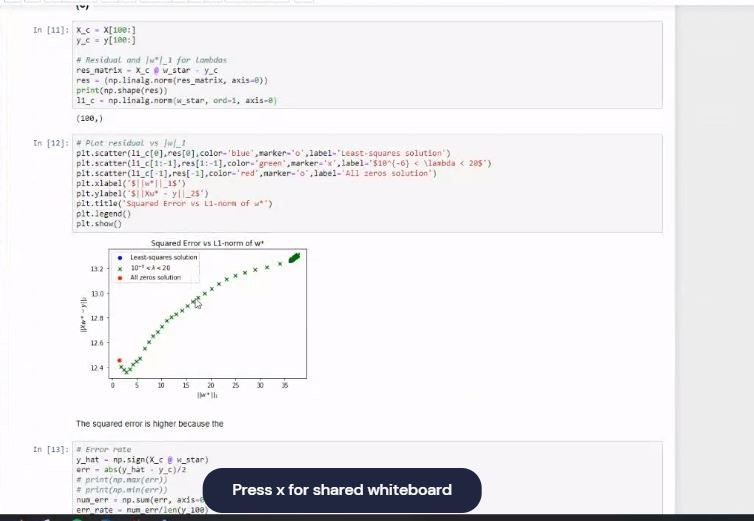 (c)
In [11]: X_c = X[100:]
y_c = y[100:]
# Residual and |w*|_1 for Lambdas
res_matrix = X_c @ w_star - y_c
res = (np.linalg.norm(res_matrix, axis=0))
print(np.shape(res))
l1_c = np.linalg.norm(w_star, ord=1, axis=0)
(100,)
In [12]: # Plot residual vs |w|_1
plt.scatter(l1_c[0],res[0],color='blue',marker='o',label='Least-squares solution')
plt.scatter(l1_c[1:-1],res[1:-1],color='green',marker='x',label='$10^{-6} < \lambda < 20$')
plt.scatter(l1_c[-1],res[-1],color='red',marker='o',label='All zeros solution')
plt.xlabel('$||w*||_1$')
plt.ylabel('$||Xw* - y||_2$')
plt.title('Squared Error vs L1-norm of w*')
plt.legend()
plt.show()
Squared Error vs L1-norm of w*
Least-squares solution
10⁻⁶ < λ < 20
All zeros solution
13.2
13.0
12.8
12.6
12.4
||Xw* − y||₂
0 5 10 15 20 25 30 35
||w*||₁
The squared error is higher because the
In [13]: # Error rate
y_hat = np.sign(X_c @ w_star)
err = abs(y_hat - y_c)/2
# print(np.max(err))
# print(np.min(err))
num_err = np.sum(err, axis=
err_rate = num_err/len(y_100)
Press x for shared whiteboard